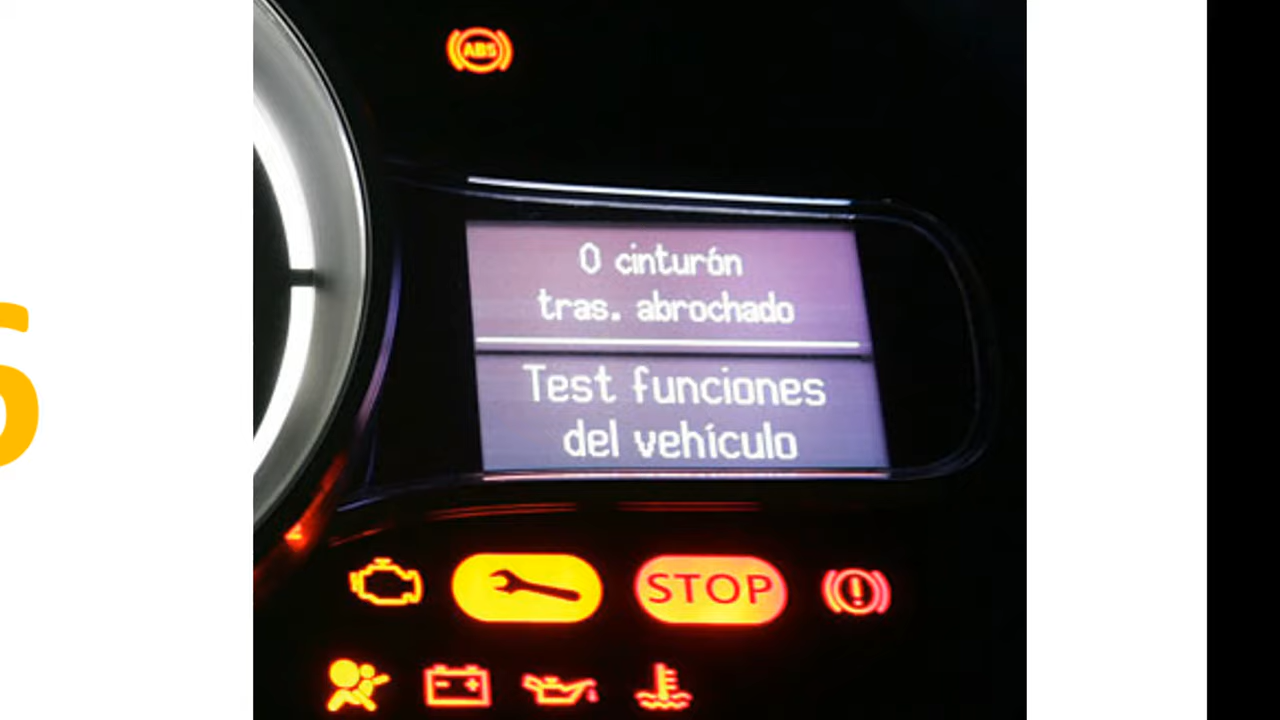 ABS
0 cinturón
tras. abrochado
Test funciones
del vehículo
STOP